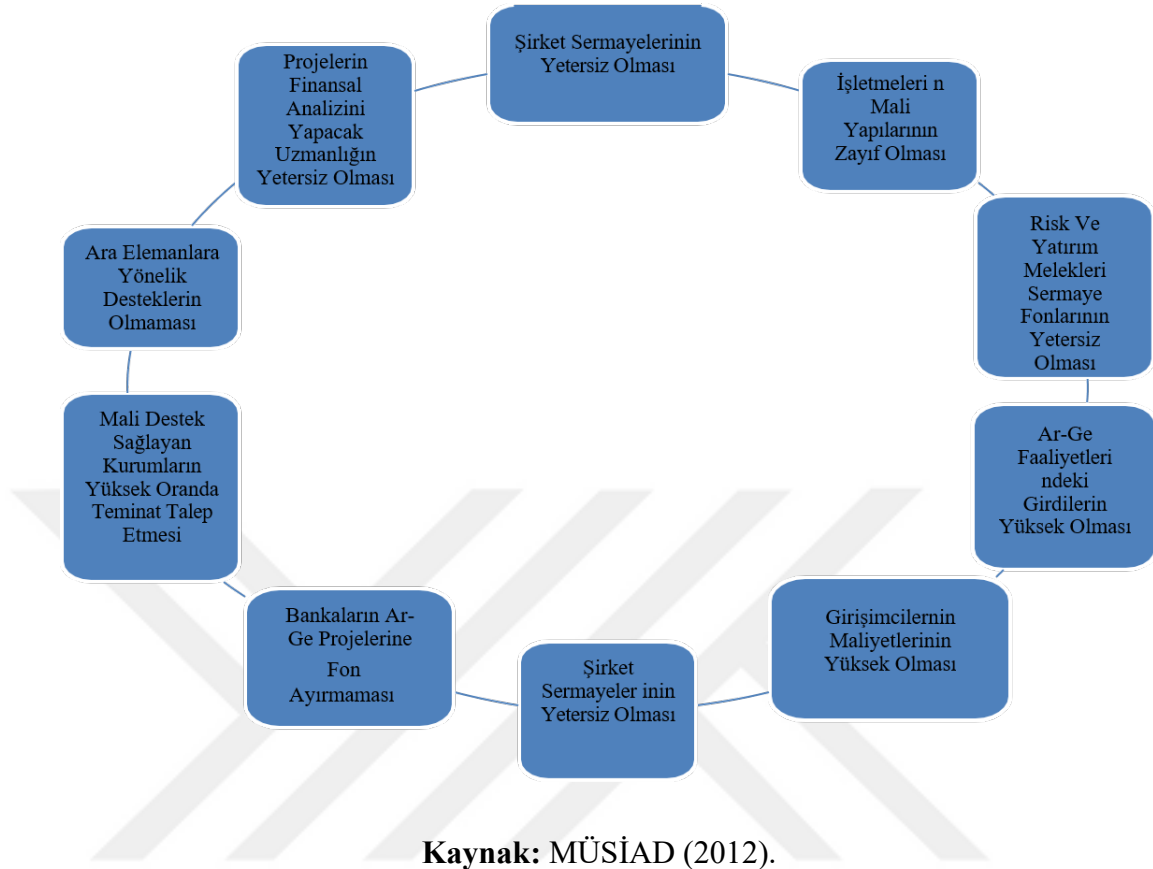 Şirket Sermayelerinin
Yetersiz Olması
İşletmeleri n
Mali
Yapılarının
Zayıf Olması
Risk Ve
Yatırım
Melekleri
Sermaye
Fonlarının
Yetersiz
Olması
Ar-Ge
Faaliyetleri
ndeki
Girdilerin
Yüksek Olması
Girişimcilernin
Maliyetlerinin
Yüksek Olması
Şirket
Sermayeler inin
Yetersiz Olması
Bankaların Ar-
Ge Projelerine
Fon
Ayırmaması
Mali Destek
Sağlayan
Kurumların
Yüksek Oranda
Teminat Talep
Etmesi
Ara Elemanlara
Yönelik
Desteklerin
Olmaması
Projelerin
Finansal
Analizini
Yapacak
Uzmanlığın
Yetersiz Olması
Kaynak: MÜSİAD (2012).